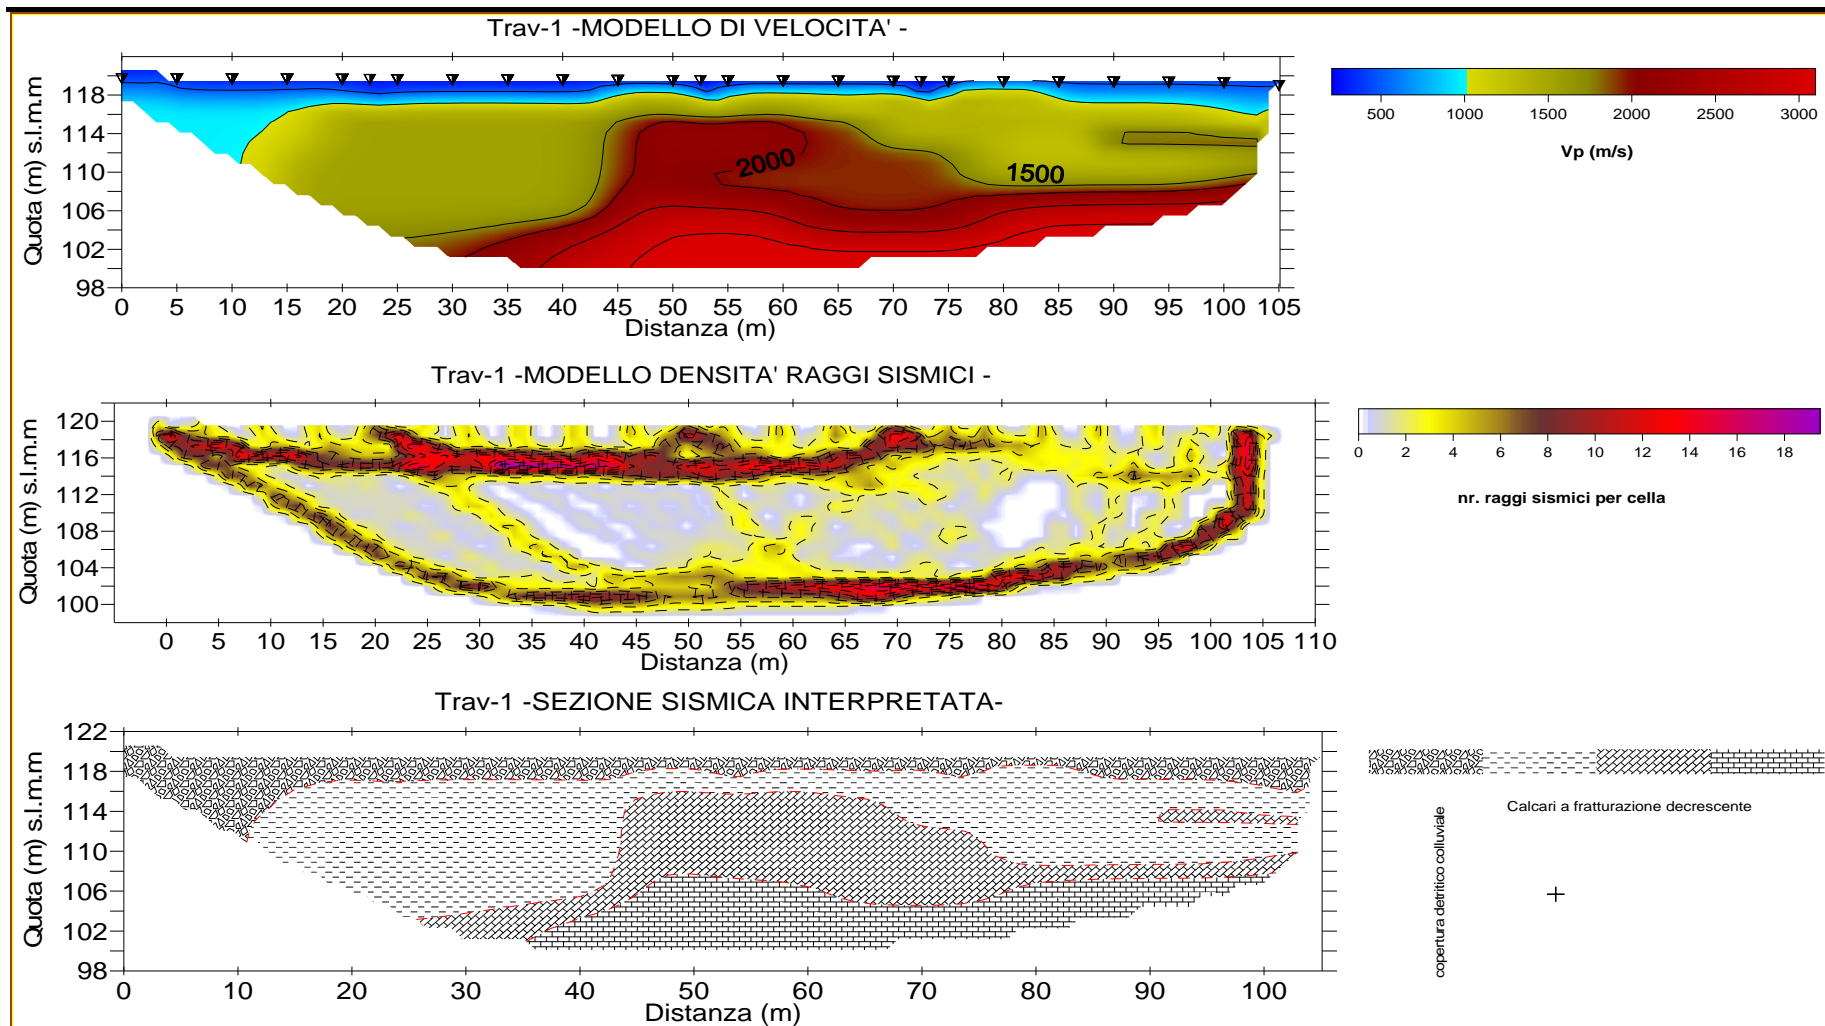 Trav-1 -MODELLO DI VELOCITA' -
Quota (m) s.l.m.m
118
114
110
106
102
98
2000
1500
0 5 10 15 20 25 30 35 40 45 50 55 60 65 70 75 80 85 90 95 100 105
Distanza (m)
500 1000 1500 2000 2500 3000
Vp (m/s)
Trav-1 -MODELLO DENSITA' RAGGI SISMICI -
Quota (m) s.l.m.m
120
116
112
108
104
100
0 5 10 15 20 25 30 35 40 45 50 55 60 65 70 75 80 85 90 95 100 105 110
Distanza (m)
0 2 4 6 8 10 12 14 16 18
nr. raggi sismici per cella
Trav-1 -SEZIONE SISMICA INTERPRETATA-
Quota (m) s.l.m.m
122
118
114
110
106
102
98
0 10 20 30 40 50 60 70 80 90 100
Distanza (m)
copertura detritico colluviale
Calcari a fratturazione decrescente